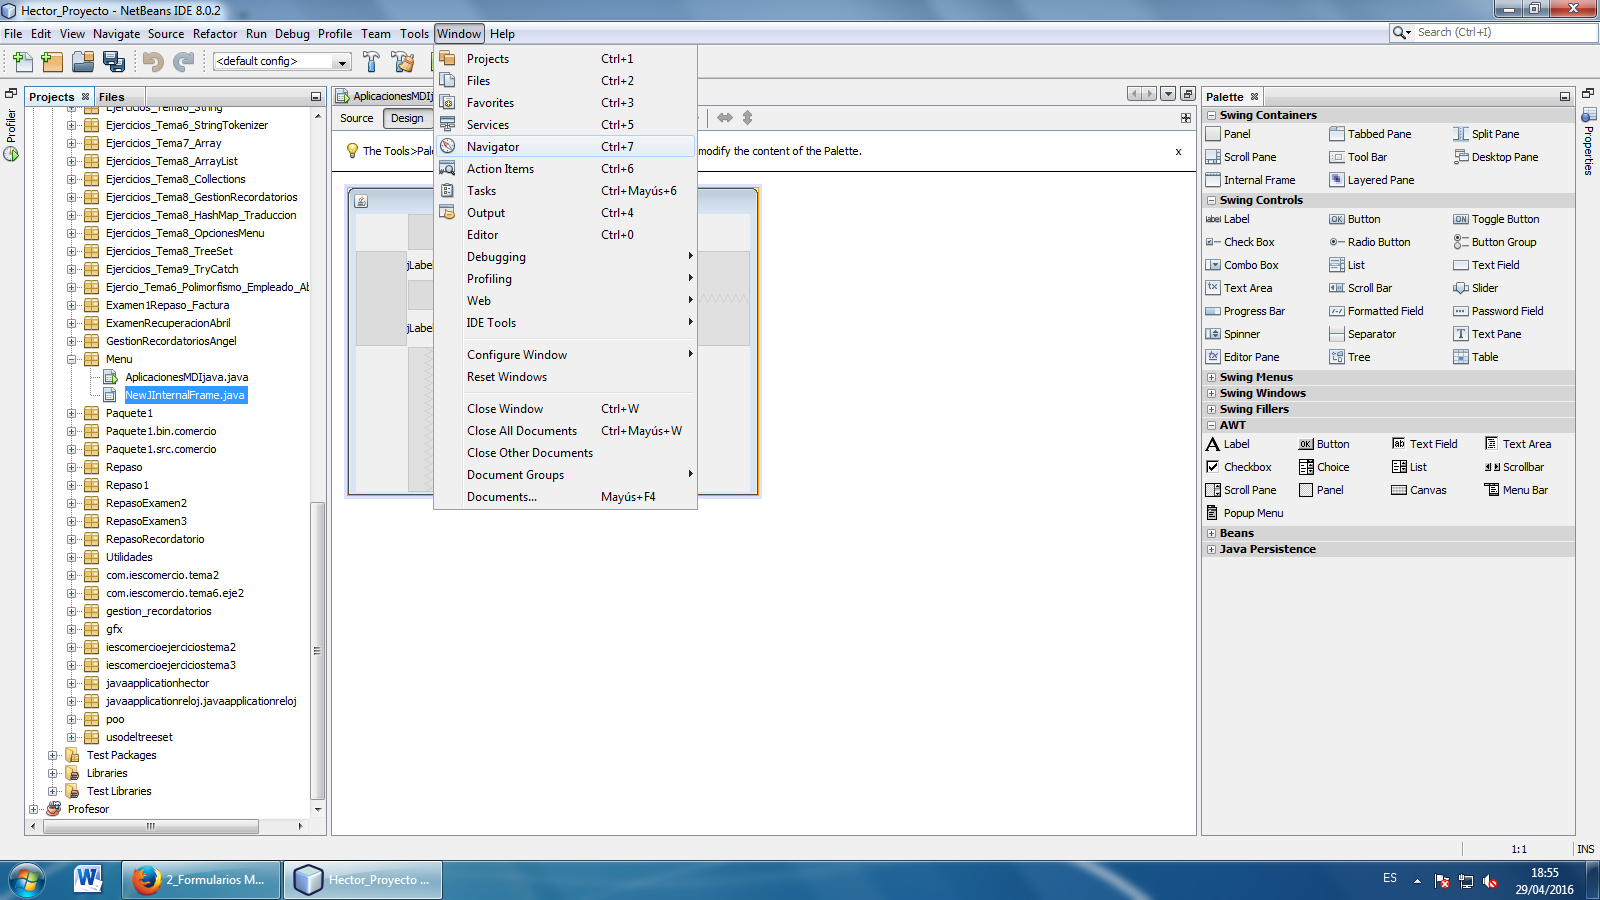 Hector_Proyecto - NetBeans IDE 8.0.2
File Edit View Navigate Source Refactor Run Debug Profile Team Tools Window Help
Search (Ctrl+I)
<default config>
Projects Files
Profiler
Ejercicios_Tema6_String
Ejercicios_Tema6_StringTokenizer
Ejercicios_Tema7_Array
Ejercicios_Tema8_ArrayList
Ejercicios_Tema8_Collections
Ejercicios_Tema8_GestionRecordatorios
Ejercicios_Tema8_HashMap_Traduccion
Ejercicios_Tema8_OpcionesMenu
Ejercicios_Tema8_TreeSet
Ejercicios_Tema9_TryCatch
Ejercio_Tema6_Polimorfismo_Empleado_Ab
Examen1Repaso_Factura
ExamenRecuperacionAbril
GestionRecordatoriosAngel
Menu
AplicacionesMDIjava.java
NewJInternalFrame.java
Paquete1
Paquete1.bin.comercio
Paquete1.src.comercio
Repaso
Repaso1
RepasoExamen2
RepasoExamen3
RepasoRecordatorio
Utilidades
com.iescomercio.tema2
com.iescomercio.tema6.eje2
gestion_recordatorios
gfx
iescomercioejerciciostema2
iescomercioejerciciostema3
javaapplicationhector
javaapplicationreloj.javaapplicationreloj
poo
usodeltreeset
Test Packages
Libraries
Test Libraries
Profesor
AplicacionesMDIj
Source Design
The Tools>Pal
modify the content of the Palette.
x
jLabel
jLabe
Projects Ctrl+1
Files Ctrl+2
Favorites Ctrl+3
Services Ctrl+5
Navigator Ctrl+7
Action Items Ctrl+6
Tasks Ctrl+Mayús+6
Output Ctrl+4
Editor Ctrl+0
Debugging
Profiling
Web
IDE Tools
Configure Window
Reset Windows
Close Window Ctrl+W
Close All Documents Ctrl+Mayús+W
Close Other Documents
Document Groups
Documents... Mayús+F4
Palette
Properties
Swing Containers
Panel Tabbed Pane Split Pane
Scroll Pane Tool Bar Desktop Pane
Internal Frame Layered Pane
Swing Controls
label Label OK Button ON Toggle Button
Check Box Radio Button Button Group
Combo Box List Text Field
Text Area Scroll Bar Slider
Progress Bar Formatted Field Password Field
Spinner Separator Text Pane
Editor Pane Tree Table
Swing Menus
Swing Windows
Swing Fillers
AWT
Label OK Button Text Field Text Area
Checkbox Choice List Scrollbar
Scroll Pane Panel Canvas Menu Bar
Popup Menu
Beans
Java Persistence
1:1 INS
2_Formularios M...
Hector_Proyecto ...
ES
18:55
29/04/2016